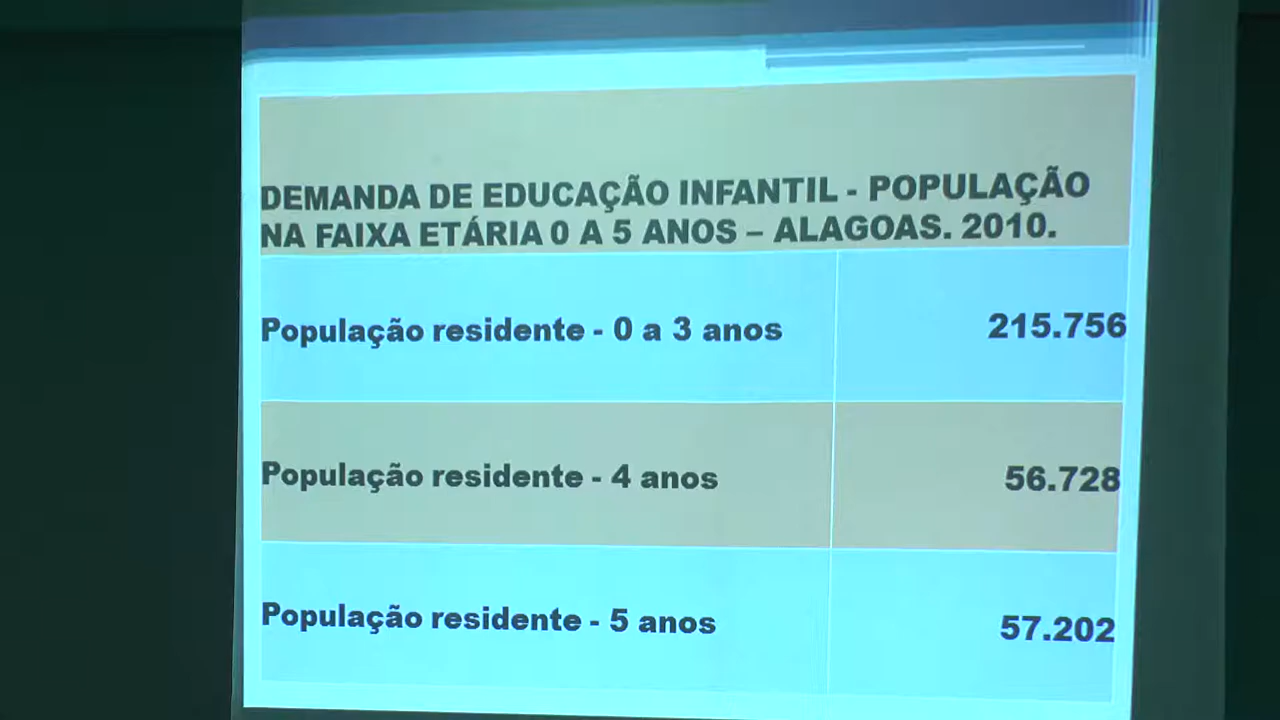 DEMANDA DE EDUCAÇÃO INFANTIL - POPULAÇÃO
NA FAIXA ETÁRIA 0 A 5 ANOS – ALAGOAS. 2010.
População residente - 0 a 3 anos 215.756
População residente - 4 anos 56.728
População residente - 5 anos 57.202